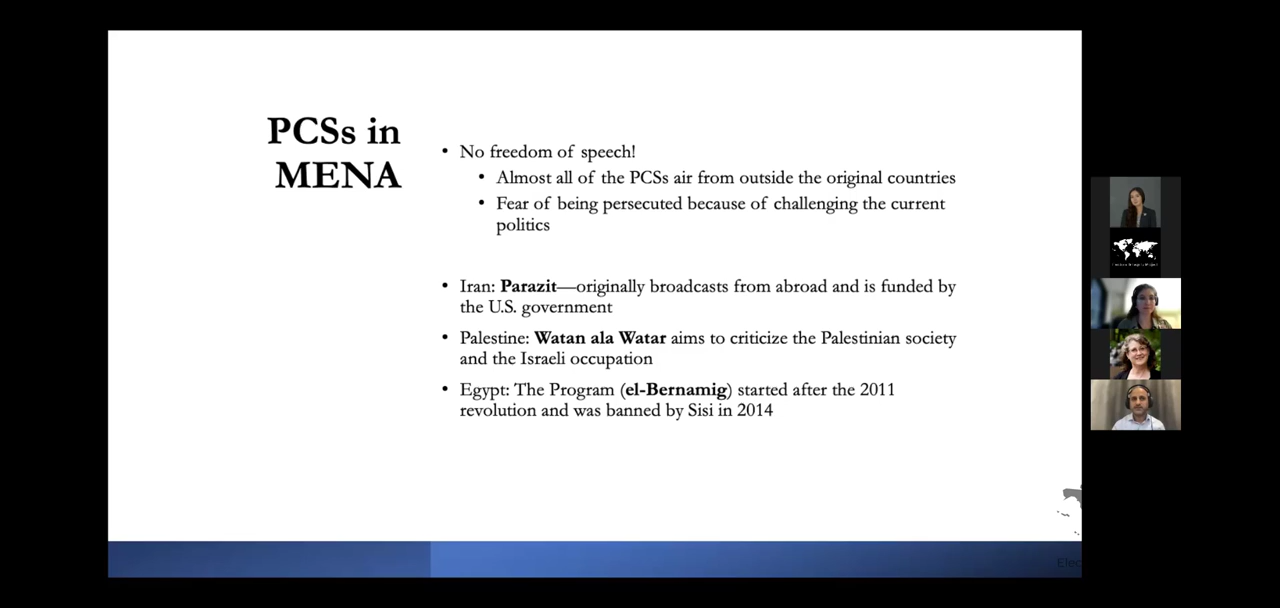 PCSs in
MENA
• No freedom of speech!
• Almost all of the PCSs air from outside the original countries
• Fear of being persecuted because of challenging the current
politics
• Iran: Parazit—originally broadcasts from abroad and is funded by
the U.S. government
• Palestine: Watan ala Watar aims to criticize the Palestinian society
and the Israeli occupation
• Egypt: The Program (el-Bernamig) started after the 2011
revolution and was banned by Sisi in 2014
Elec